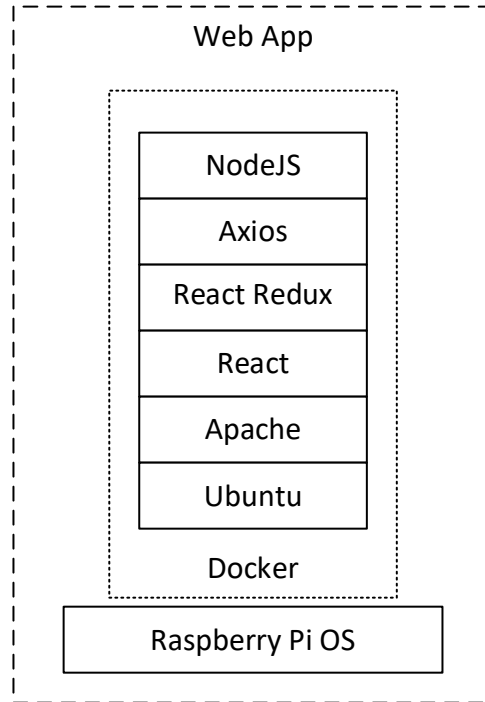 Web App
NodeJS
Axios
React Redux
React
Apache
Ubuntu
Docker
Raspberry Pi OS